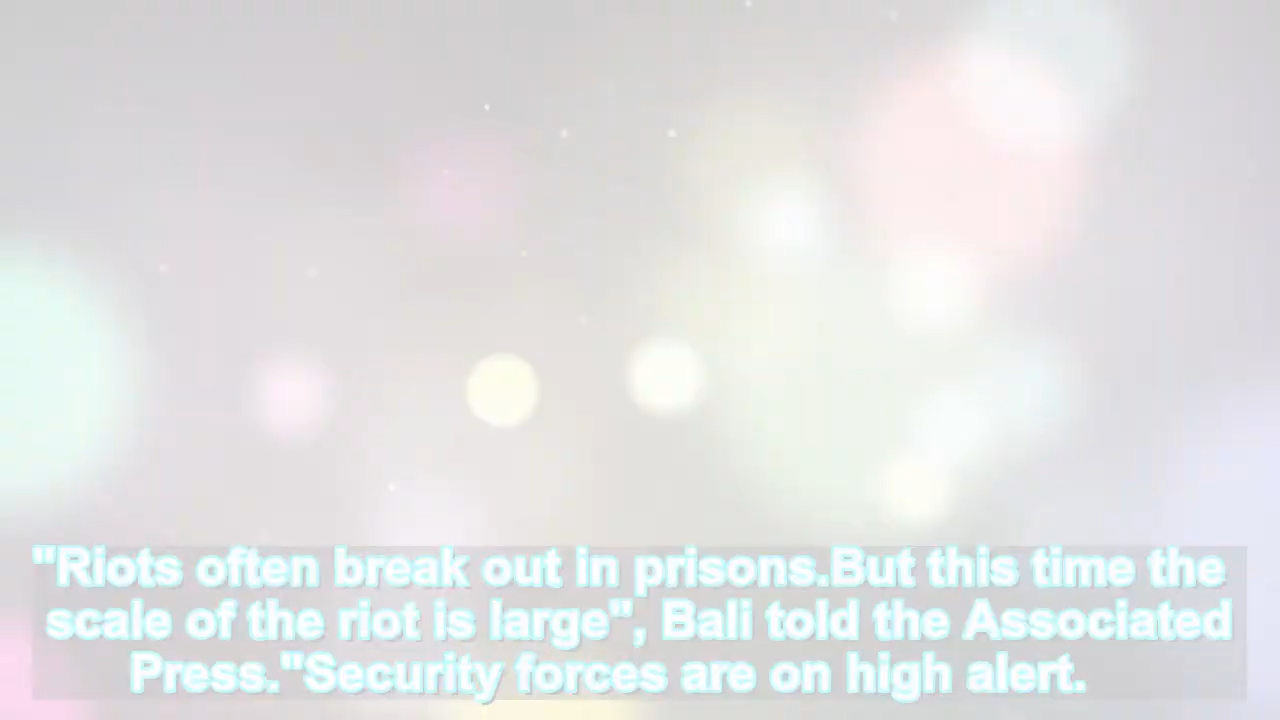 "Riots often break out in prisons.But this time the
scale of the riot is large", Bali told the Associated
Press."Security forces are on high alert.